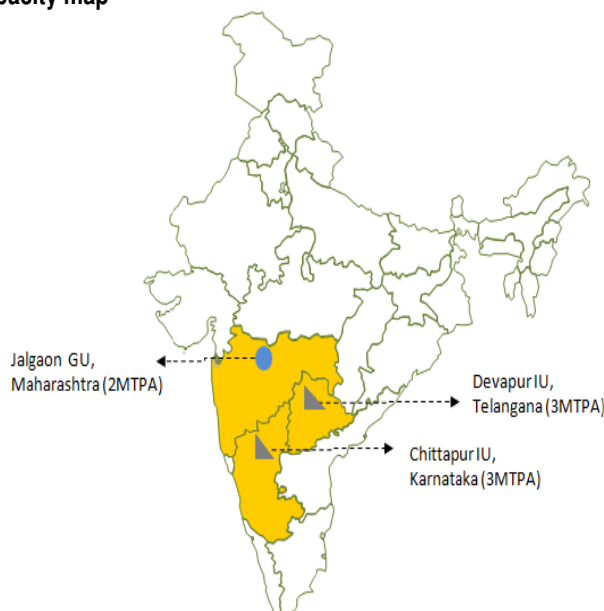 Jalgaon GU,
Maharashtra (2MTPA)
Devapur IU,
Telangana (3MTPA)
Chittapur IU,
Karnataka (3MTPA)